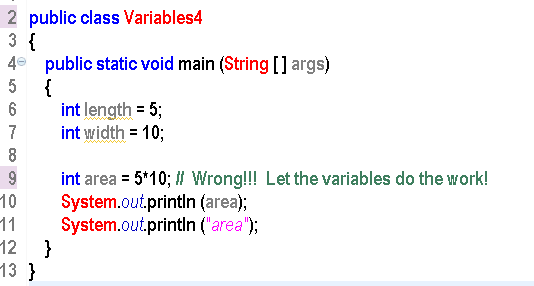 2 public class Variables4
3 {
4 public static void main (String [ ] args)
5 {
6 int length = 5;
7 int width = 10;
8
9 int area = 5*10; // Wrong!!! Let the variables do the work!
10 System.out.println (area);
11 System.out.println ("area");
12 }
13 }